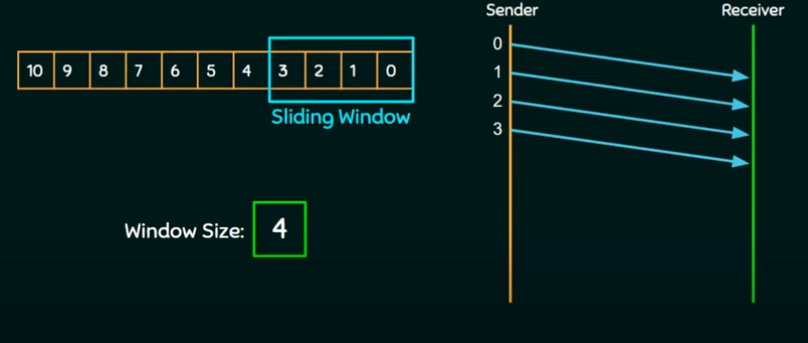 10 9 8 7 6 5 4 3 2 1 0
Sliding Window
Window Size: 4
Sender Receiver
0
1
2
3